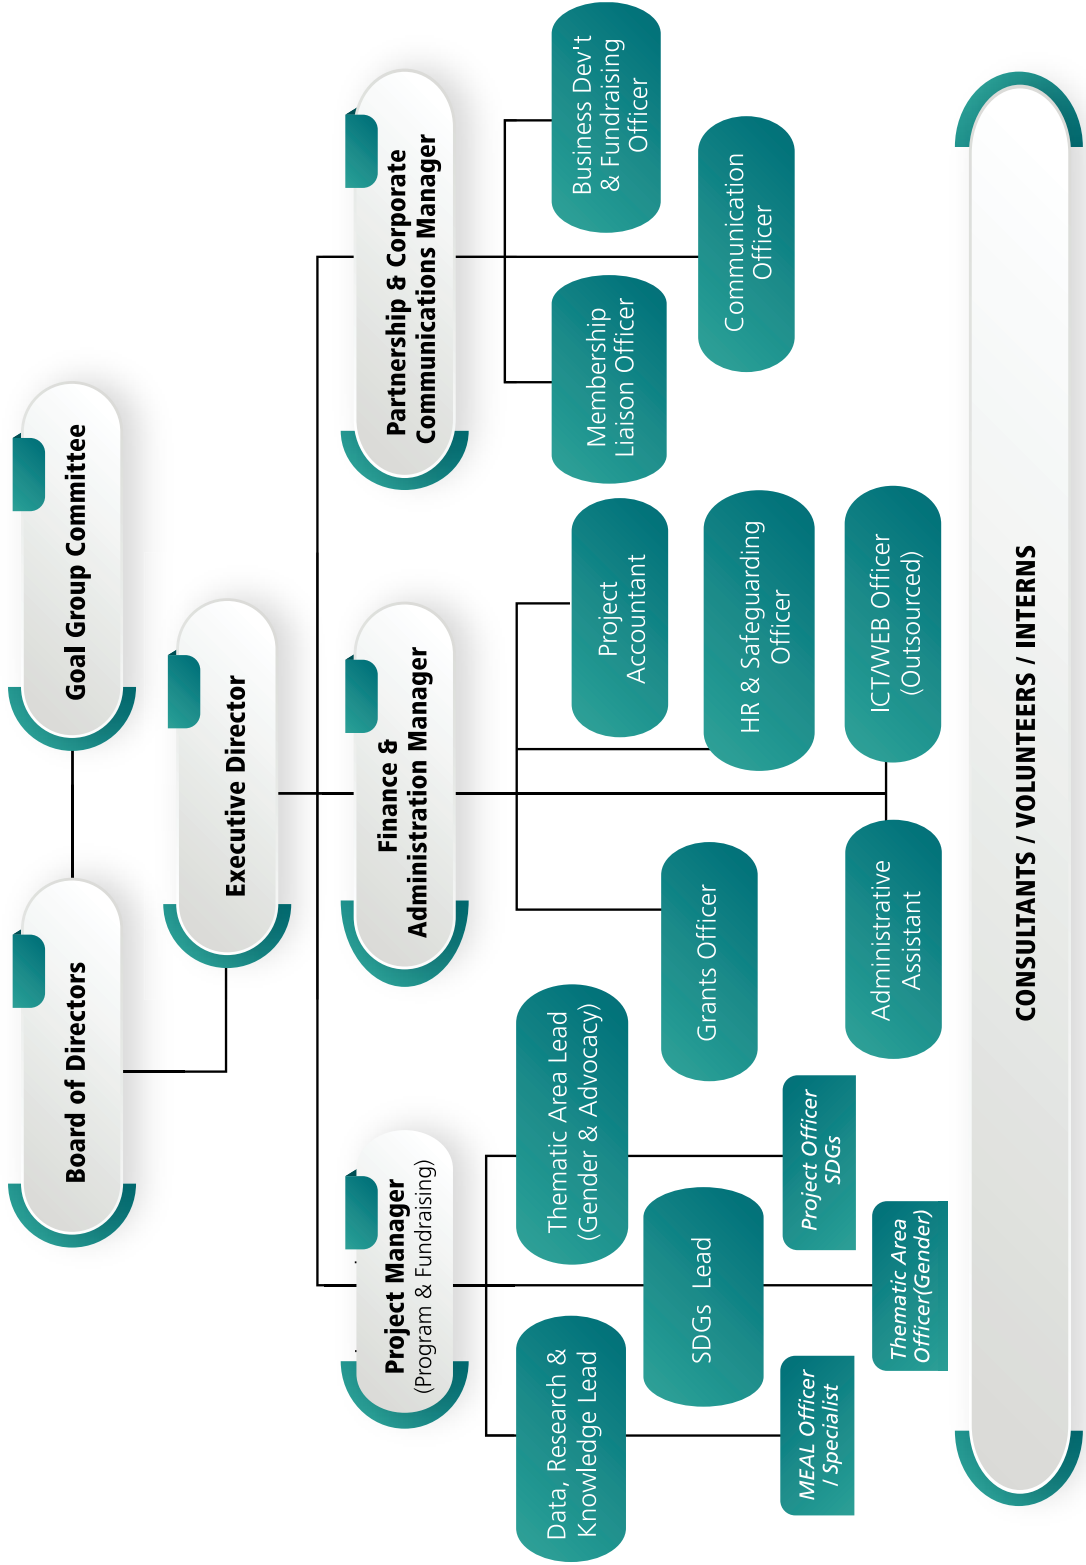 Board of Directors
Goal Group Committee
Executive Director
Project Manager
(Program & Fundraising)
Finance &
Administration Manager
Partnership & Corporate
Communications Manager
Data, Research &
Knowledge Lead
SDGs Lead
Thematic Area Lead
(Gender & Advocacy)
MEAL Officer
/ Specialist
Thematic Area
Officer(Gender)
Project Officer
SDGs
Grants Officer
Administrative
Assistant
Project
Accountant
HR & Safeguarding
Officer
ICT/WEB Officer
(Outsourced)
Membership
Liaison Officer
Business Dev't
& Fundraising
Officer
Communication
Officer
CONSULTANTS / VOLUNTEERS / INTERNS